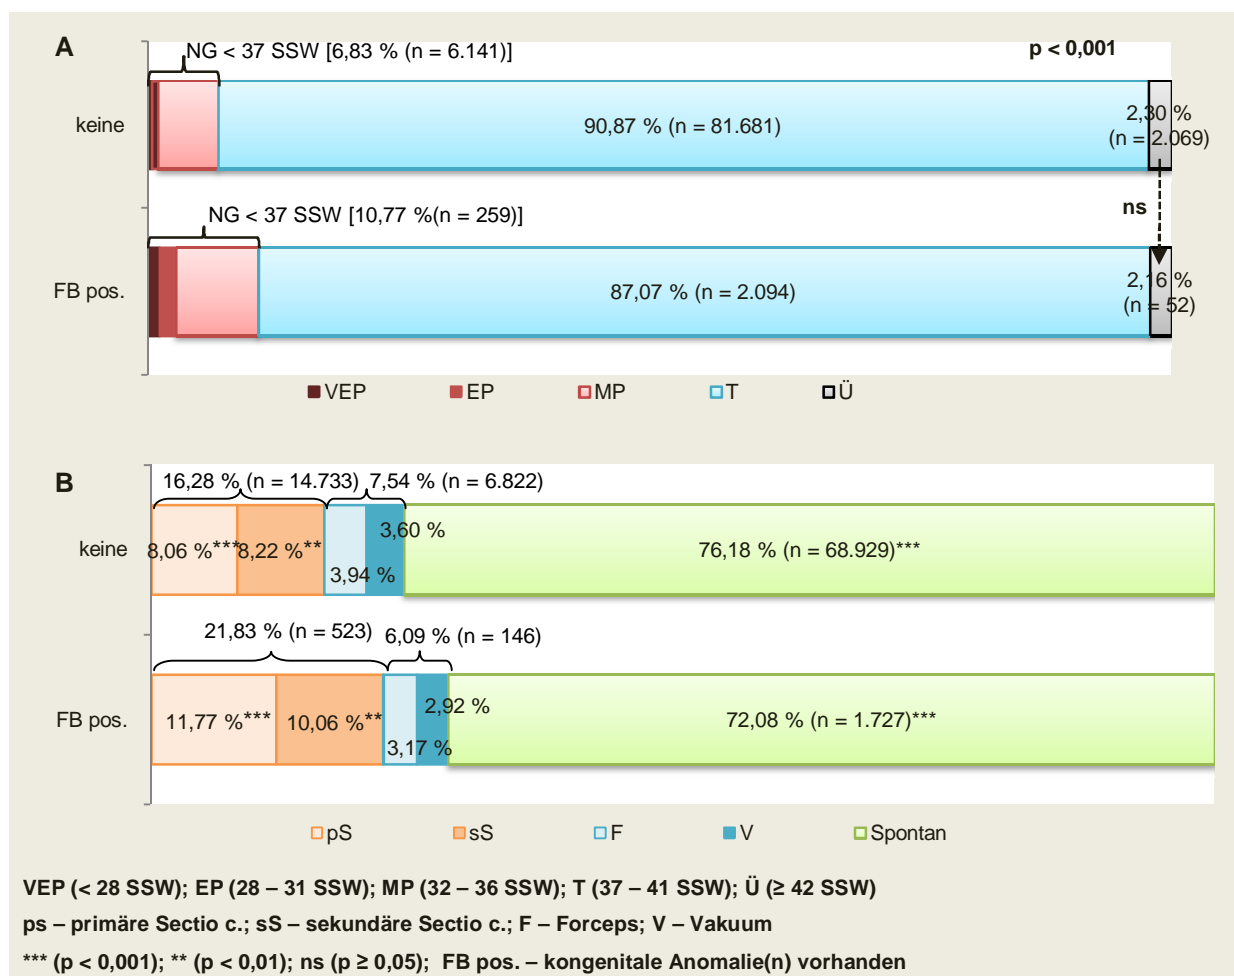 A
NG < 37 SSW [6,83 % (n = 6.141)]
p < 0,001
keine
90,87 % (n = 81.681)
2,30 %
(n = 2.069)
ns
NG < 37 SSW [10,77 %(n = 259)]
FB pos.
87,07 % (n = 2.094)
2,16 %
(n = 52)
VEP EP MP T Ü
B
16,28 % (n = 14.733) 7,54 % (n = 6.822)
keine
8,06 %*** 8,22 %** 3,94 % 3,60 % 76,18 % (n = 68.929)***
21,83 % (n = 523) 6,09 % (n = 146)
FB pos.
11,77 %*** 10,06 %** 3,17 % 2,92 % 72,08 % (n = 1.727)***
pS sS F V Spontan
VEP (< 28 SSW); EP (28 – 31 SSW); MP (32 – 36 SSW); T (37 – 41 SSW); Ü (≥ 42 SSW)
ps – primäre Sectio c.; sS – sekundäre Sectio c.; F – Forceps; V – Vakuum
*** (p < 0,001); ** (p < 0,01); ns (p ≥ 0,05); FB pos. – kongenitale Anomalie(n) vorhanden